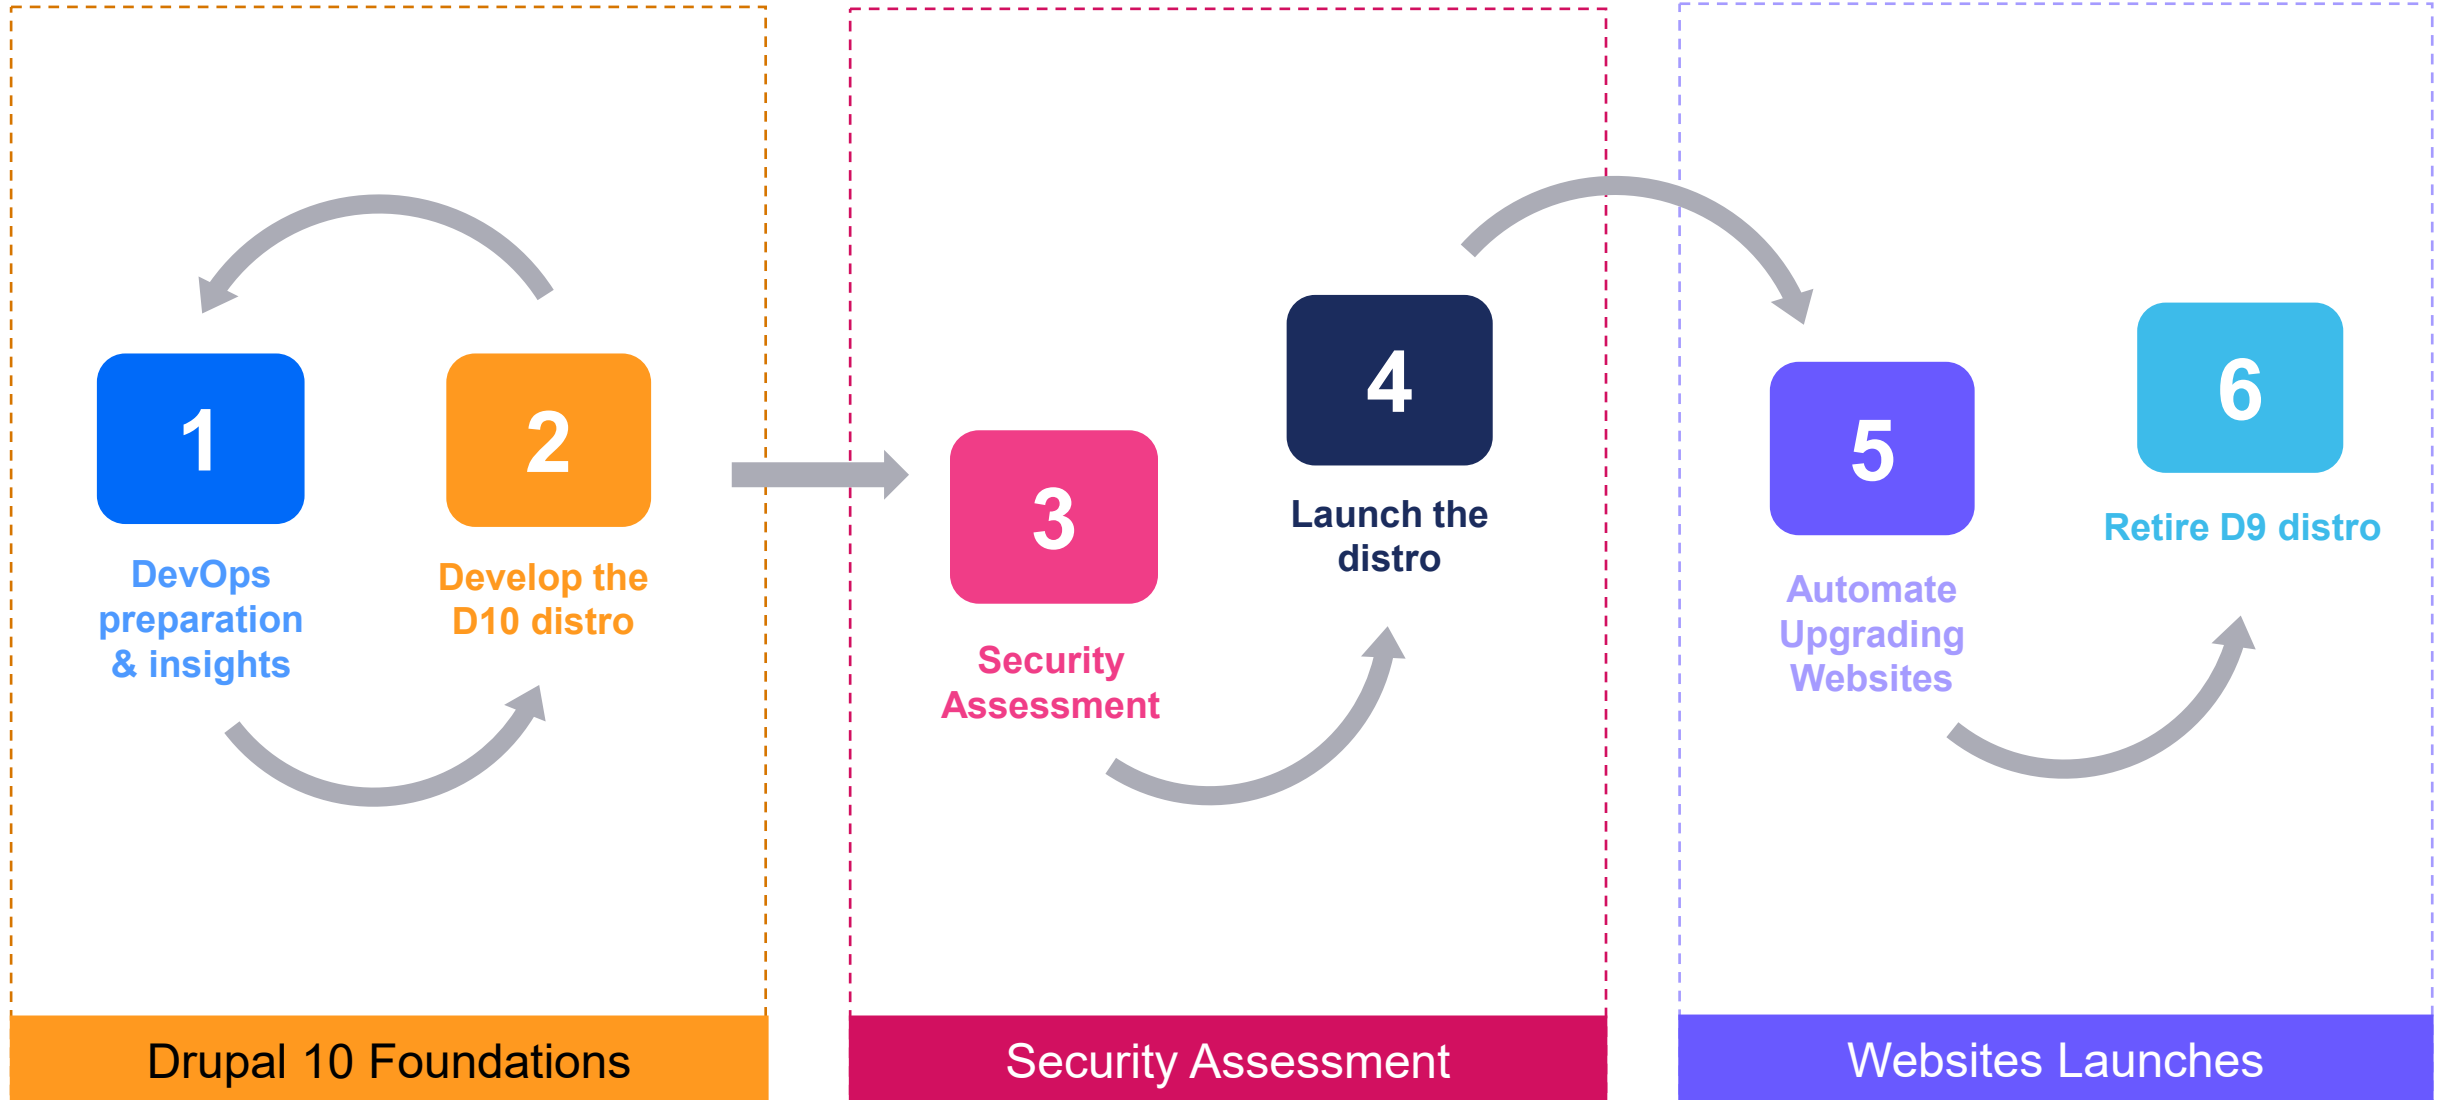 1
DevOps
preparation
& insights
2
Develop the
D10 distro
3
Security
Assessment
4
Launch the
distro
5
Automate
Upgrading
Websites
6
Retire D9 distro
Drupal 10 Foundations
Security Assessment
Websites Launches